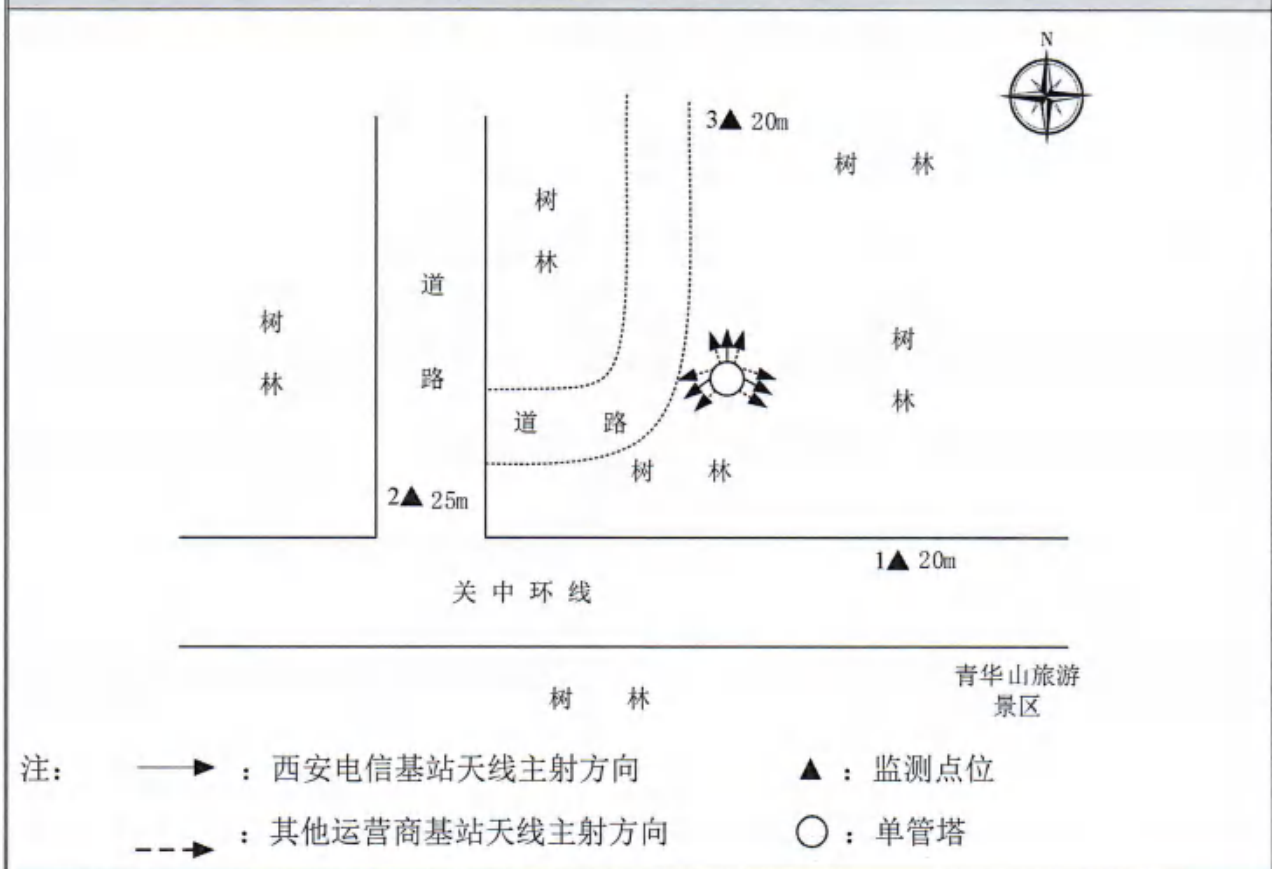 N
3▲ 20m
树 林
树林
道路
树林
树林
道 路
树 林
2▲ 25m
1▲ 20m
关中环线
青华山旅游
景区
树 林
注： ：西安电信基站天线主射方向 ▲：监测点位
：其他运营商基站天线主射方向 ○：单管塔